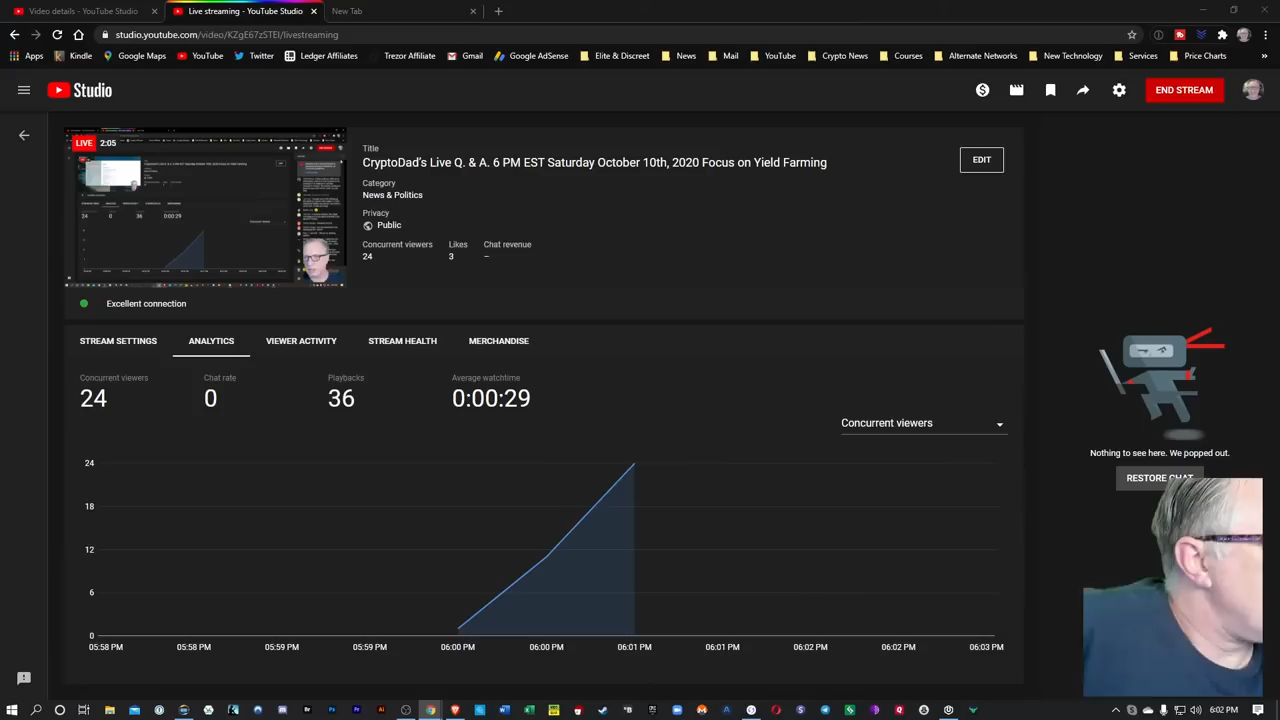 Video details - YouTube Studio
Live streaming - YouTube Studio
New Tab
studio.youtube.com/video/KZgE67zSTEI/livestreaming
Apps
Kindle
Google Maps
YouTube
Twitter
Ledger Affiliates
Trezor Affiliates
Gmail
Google AdSense
Elite & Discreet
News
Mail
YouTube
Crypto News
Courses
Alternate Networks
New Technology
Services
Price Charts
Studio
END STREAM
LIVE 2:05
Title
CryptoDad's Live Q. & A. 6 PM EST Saturday October 10th, 2020 Focus on Yield Farming
EDIT
Category
News & Politics
Privacy
Public
Concurrent viewers Likes Chat revenue
24 3 –
Excellent connection
STREAM SETTINGS ANALYTICS VIEWER ACTIVITY STREAM HEALTH MERCHANDISE
Concurrent viewers Chat rate Playbacks Average watchtime
24 0 36 0:00:29
Concurrent viewers
24
18
12
6
0
05:58 PM 05:58 PM 05:59 PM 05:59 PM 06:00 PM 06:00 PM 06:01 PM 06:01 PM 06:02 PM 06:02 PM 06:03 PM
Nothing to see here. We popped out.
RESTORE CHAT
6:02 PM